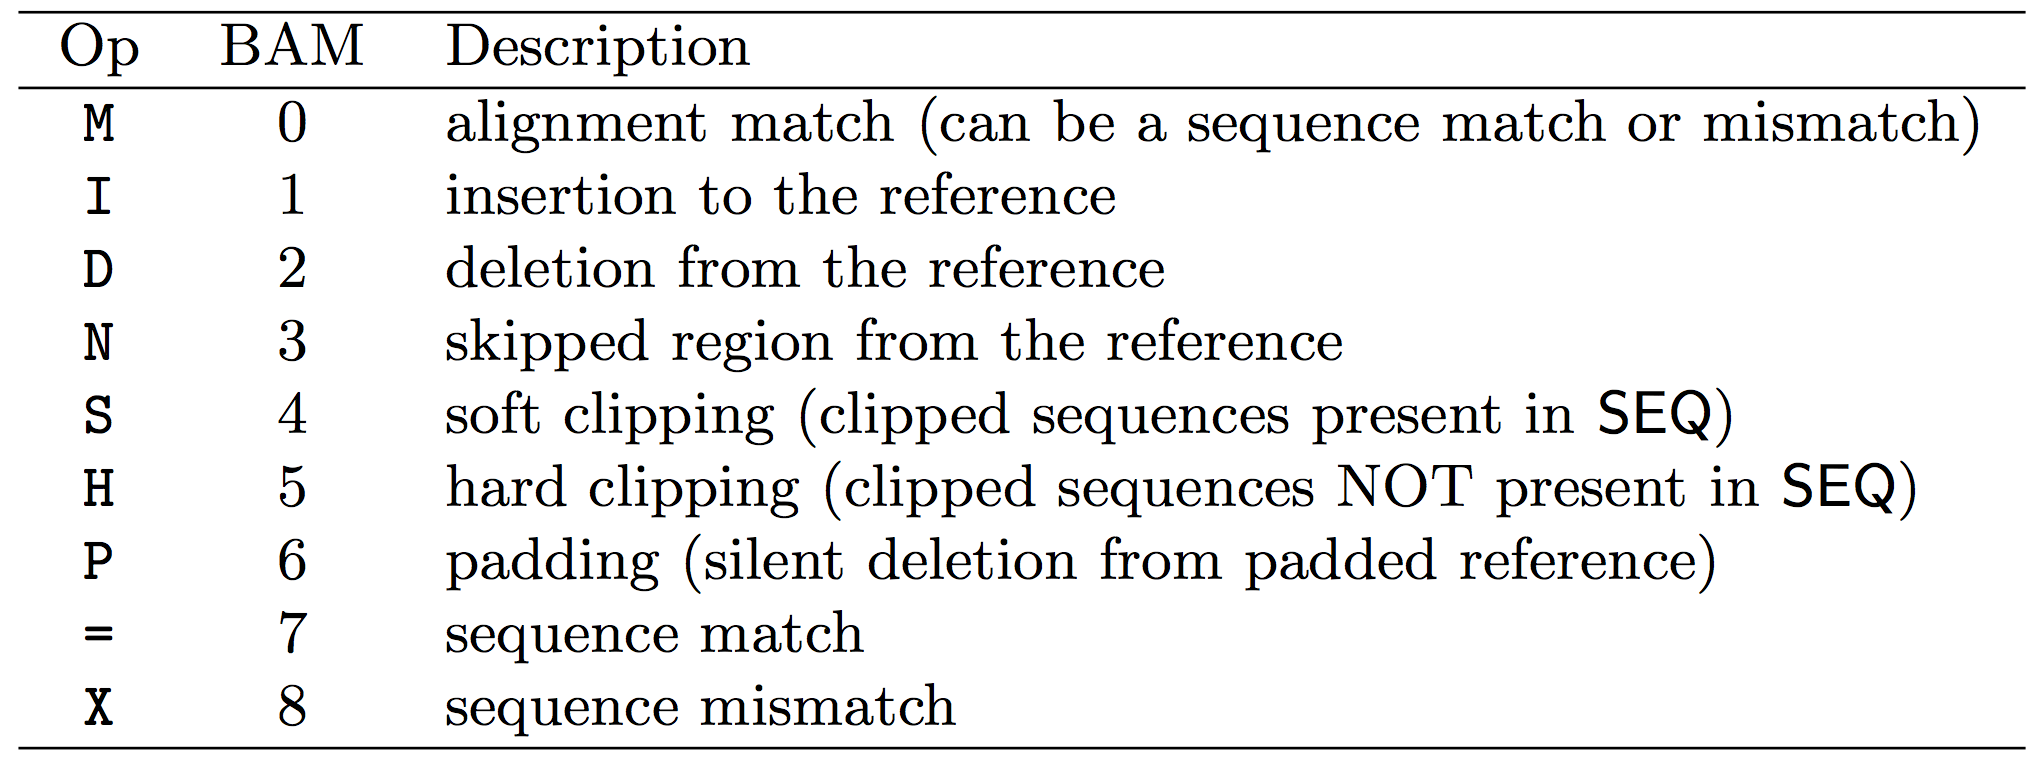 Op BAM Description
M 0 alignment match (can be a sequence match or mismatch)
I 1 insertion to the reference
D 2 deletion from the reference
N 3 skipped region from the reference
S 4 soft clipping (clipped sequences present in SEQ)
H 5 hard clipping (clipped sequences NOT present in SEQ)
P 6 padding (silent deletion from padded reference)
= 7 sequence match
X 8 sequence mismatch